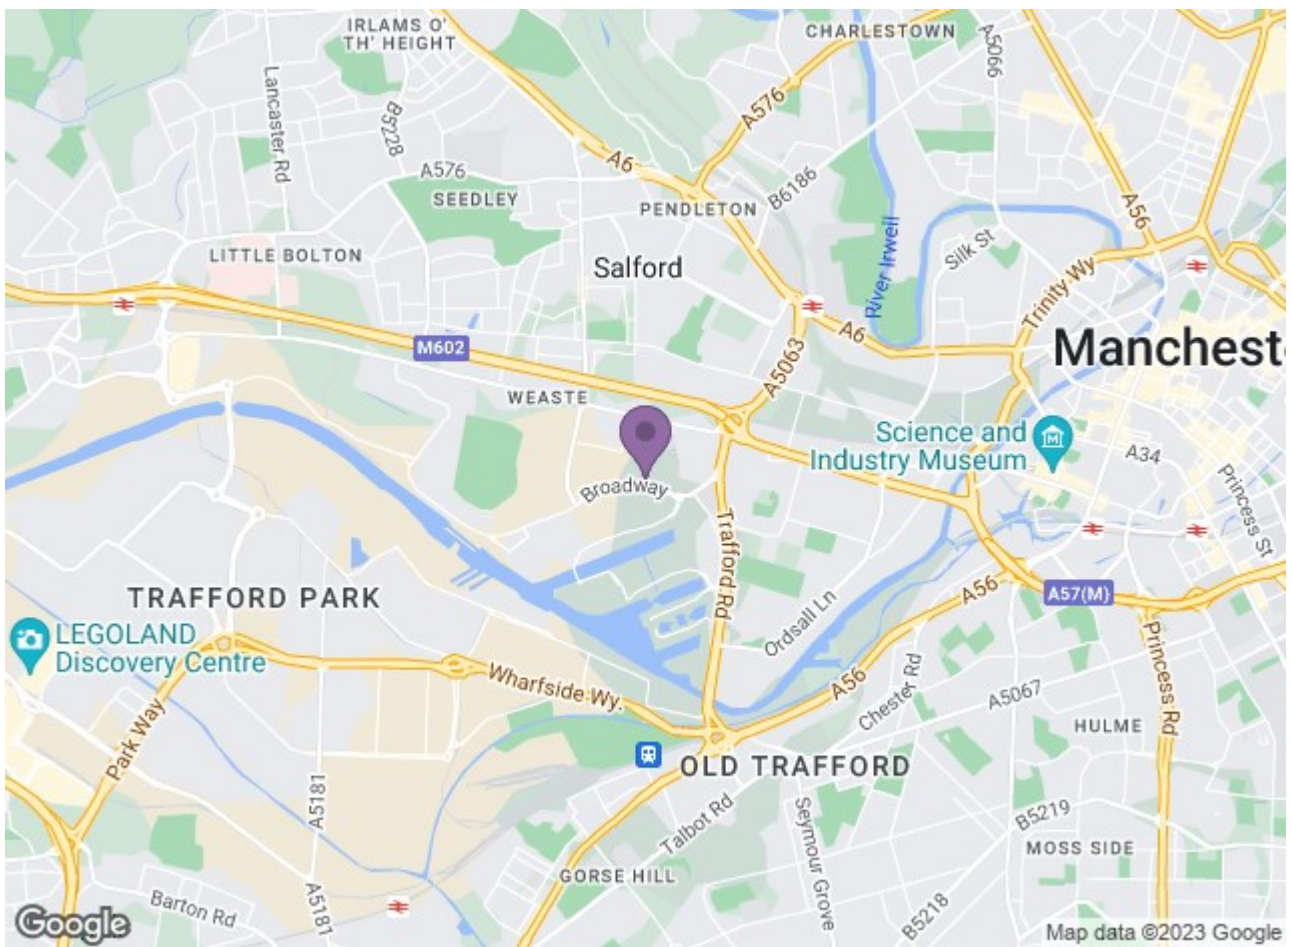 IRLAMS O'
TH' HEIGHT
CHARLESTOWN
A5066
Lancaster Rd
B5228
A576
A6
A576
SEEDLEY
B6186
PENDLETON
A56
LITTLE BOLTON
Salford
River Irwell
Silk St
Trinity Wy
M602
A6
Manchest
A5063
WEASTE
Science and
Industry Museum
A34
Broadway
Princess St
Trafford Rd
TRAFFORD PARK
A56
A57(M)
Ordsall Ln
LEGOLAND
Discovery Centre
Wharfside Wy.
A56
Chester Rd
A5067
Princess Rd
HULME
Park Way
OLD TRAFFORD
A5181
Talbot Rd
Seymour Grove
B5219
MOSS SIDE
GORSE HILL
Barton Rd
A5181
B5218
Google
Map data ©2023 Google